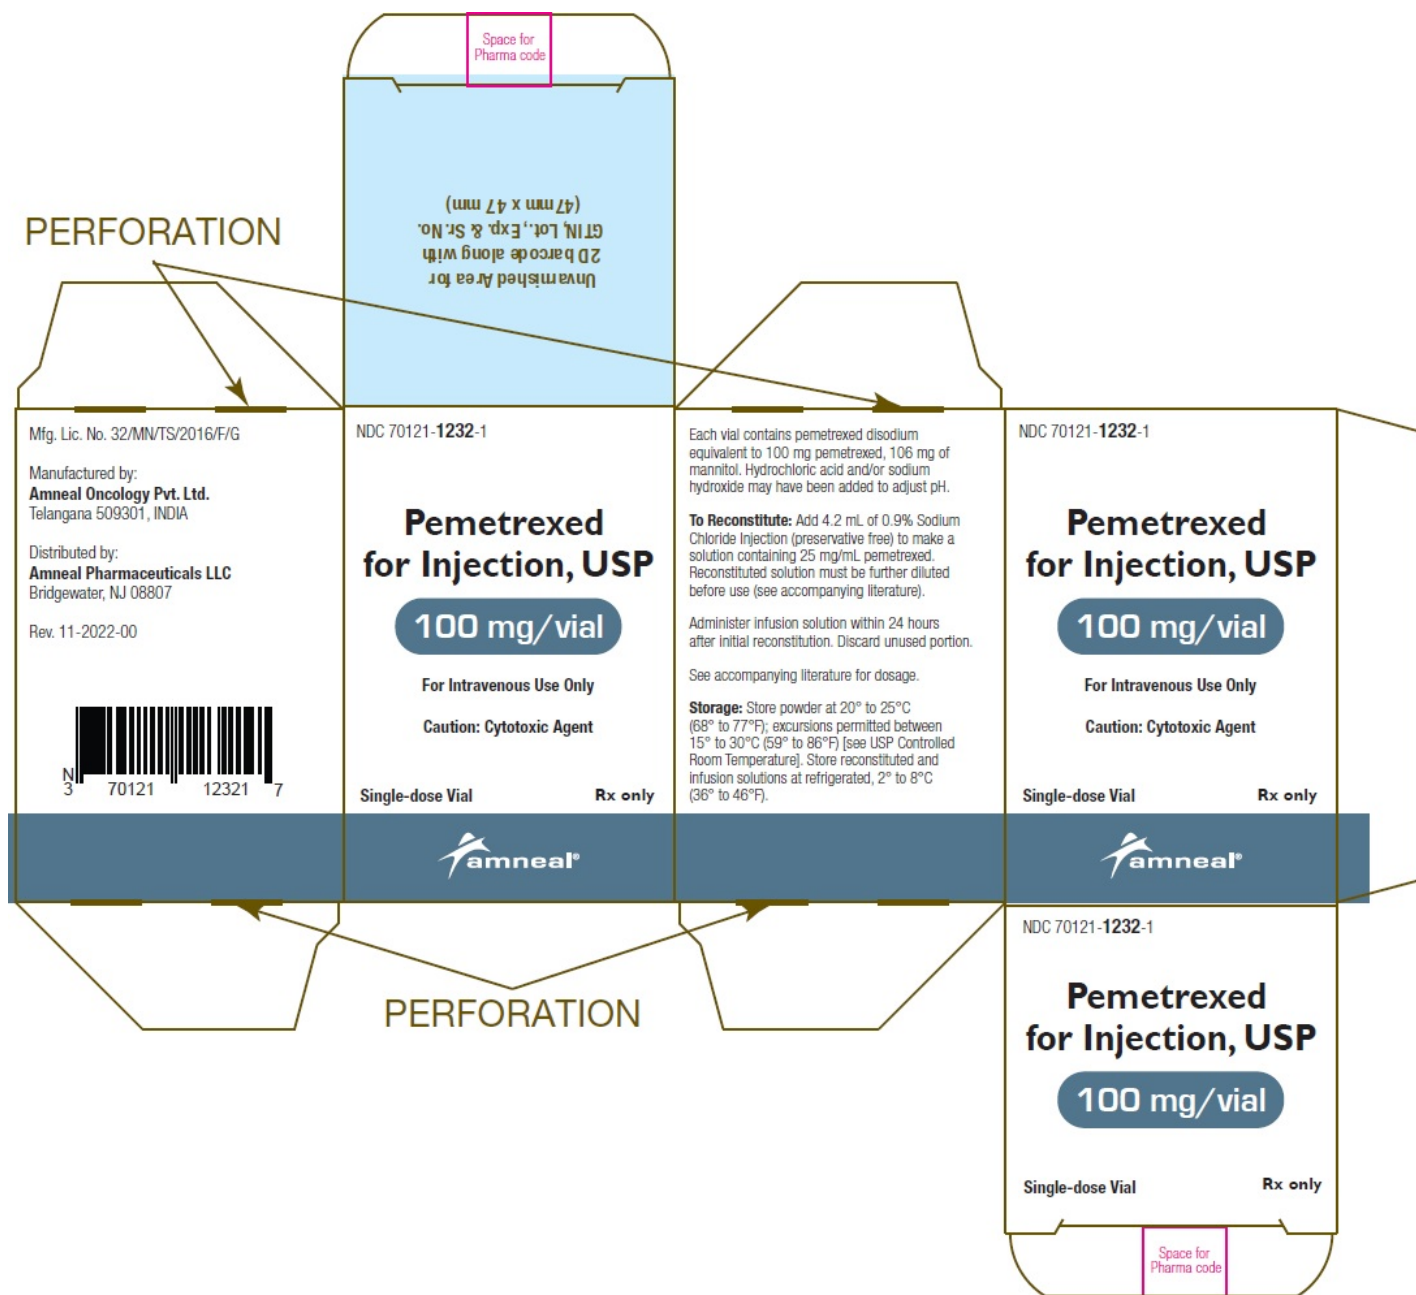 Space for
Pharma code
Unvarnished Area for
2D barcode along with
GTIN, Lot., Exp. & Sr. No.
(47mm x 47 mm)
PERFORATION
Mfg. Lic. No. 32/MN/TS/2016/F/G
Manufactured by:
Amneal Oncology Pvt. Ltd.
Telangana 509301, INDIA
Distributed by:
Amneal Pharmaceuticals LLC
Bridgewater, NJ 08807
Rev. 11-2022-00
N
3 70121 12321 7
NDC 70121-1232-1
Pemetrexed
for Injection, USP
100 mg/vial
For Intravenous Use Only
Caution: Cytotoxic Agent
Single-dose Vial Rx only
amneal®
Each vial contains pemetrexed disodium
equivalent to 100 mg pemetrexed, 106 mg of
mannitol. Hydrochloric acid and/or sodium
hydroxide may have been added to adjust pH.
To Reconstitute: Add 4.2 mL of 0.9% Sodium
Chloride Injection (preservative free) to make a
solution containing 25 mg/mL pemetrexed.
Reconstituted solution must be further diluted
before use (see accompanying literature).
Administer infusion solution within 24 hours
after initial reconstitution. Discard unused portion.
See accompanying literature for dosage.
Storage: Store powder at 20° to 25°C
(68° to 77°F); excursions permitted between
15° to 30°C (59° to 86°F) [see USP Controlled
Room Temperature]. Store reconstituted and
infusion solutions at refrigerated, 2° to 8°C
(36° to 46°F).
NDC 70121-1232-1
Pemetrexed
for Injection, USP
100 mg/vial
For Intravenous Use Only
Caution: Cytotoxic Agent
Single-dose Vial Rx only
amneal®
PERFORATION
NDC 70121-1232-1
Pemetrexed
for Injection, USP
100 mg/vial
Single-dose Vial Rx only
Space for
Pharma code